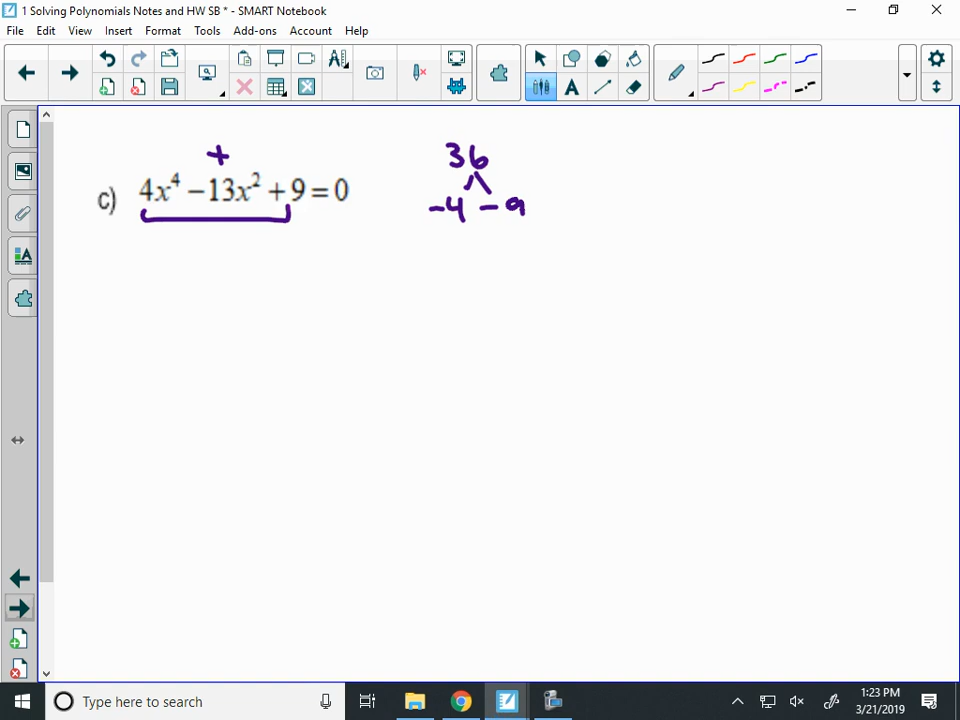 1 Solving Polynomials Notes and HW SB * - SMART Notebook
File Edit View Insert Format Tools Add-ons Account Help
+
c) 4x⁴ −13x² +9=0
36
-4 -9
Type here to search
1:23 PM
3/21/2019